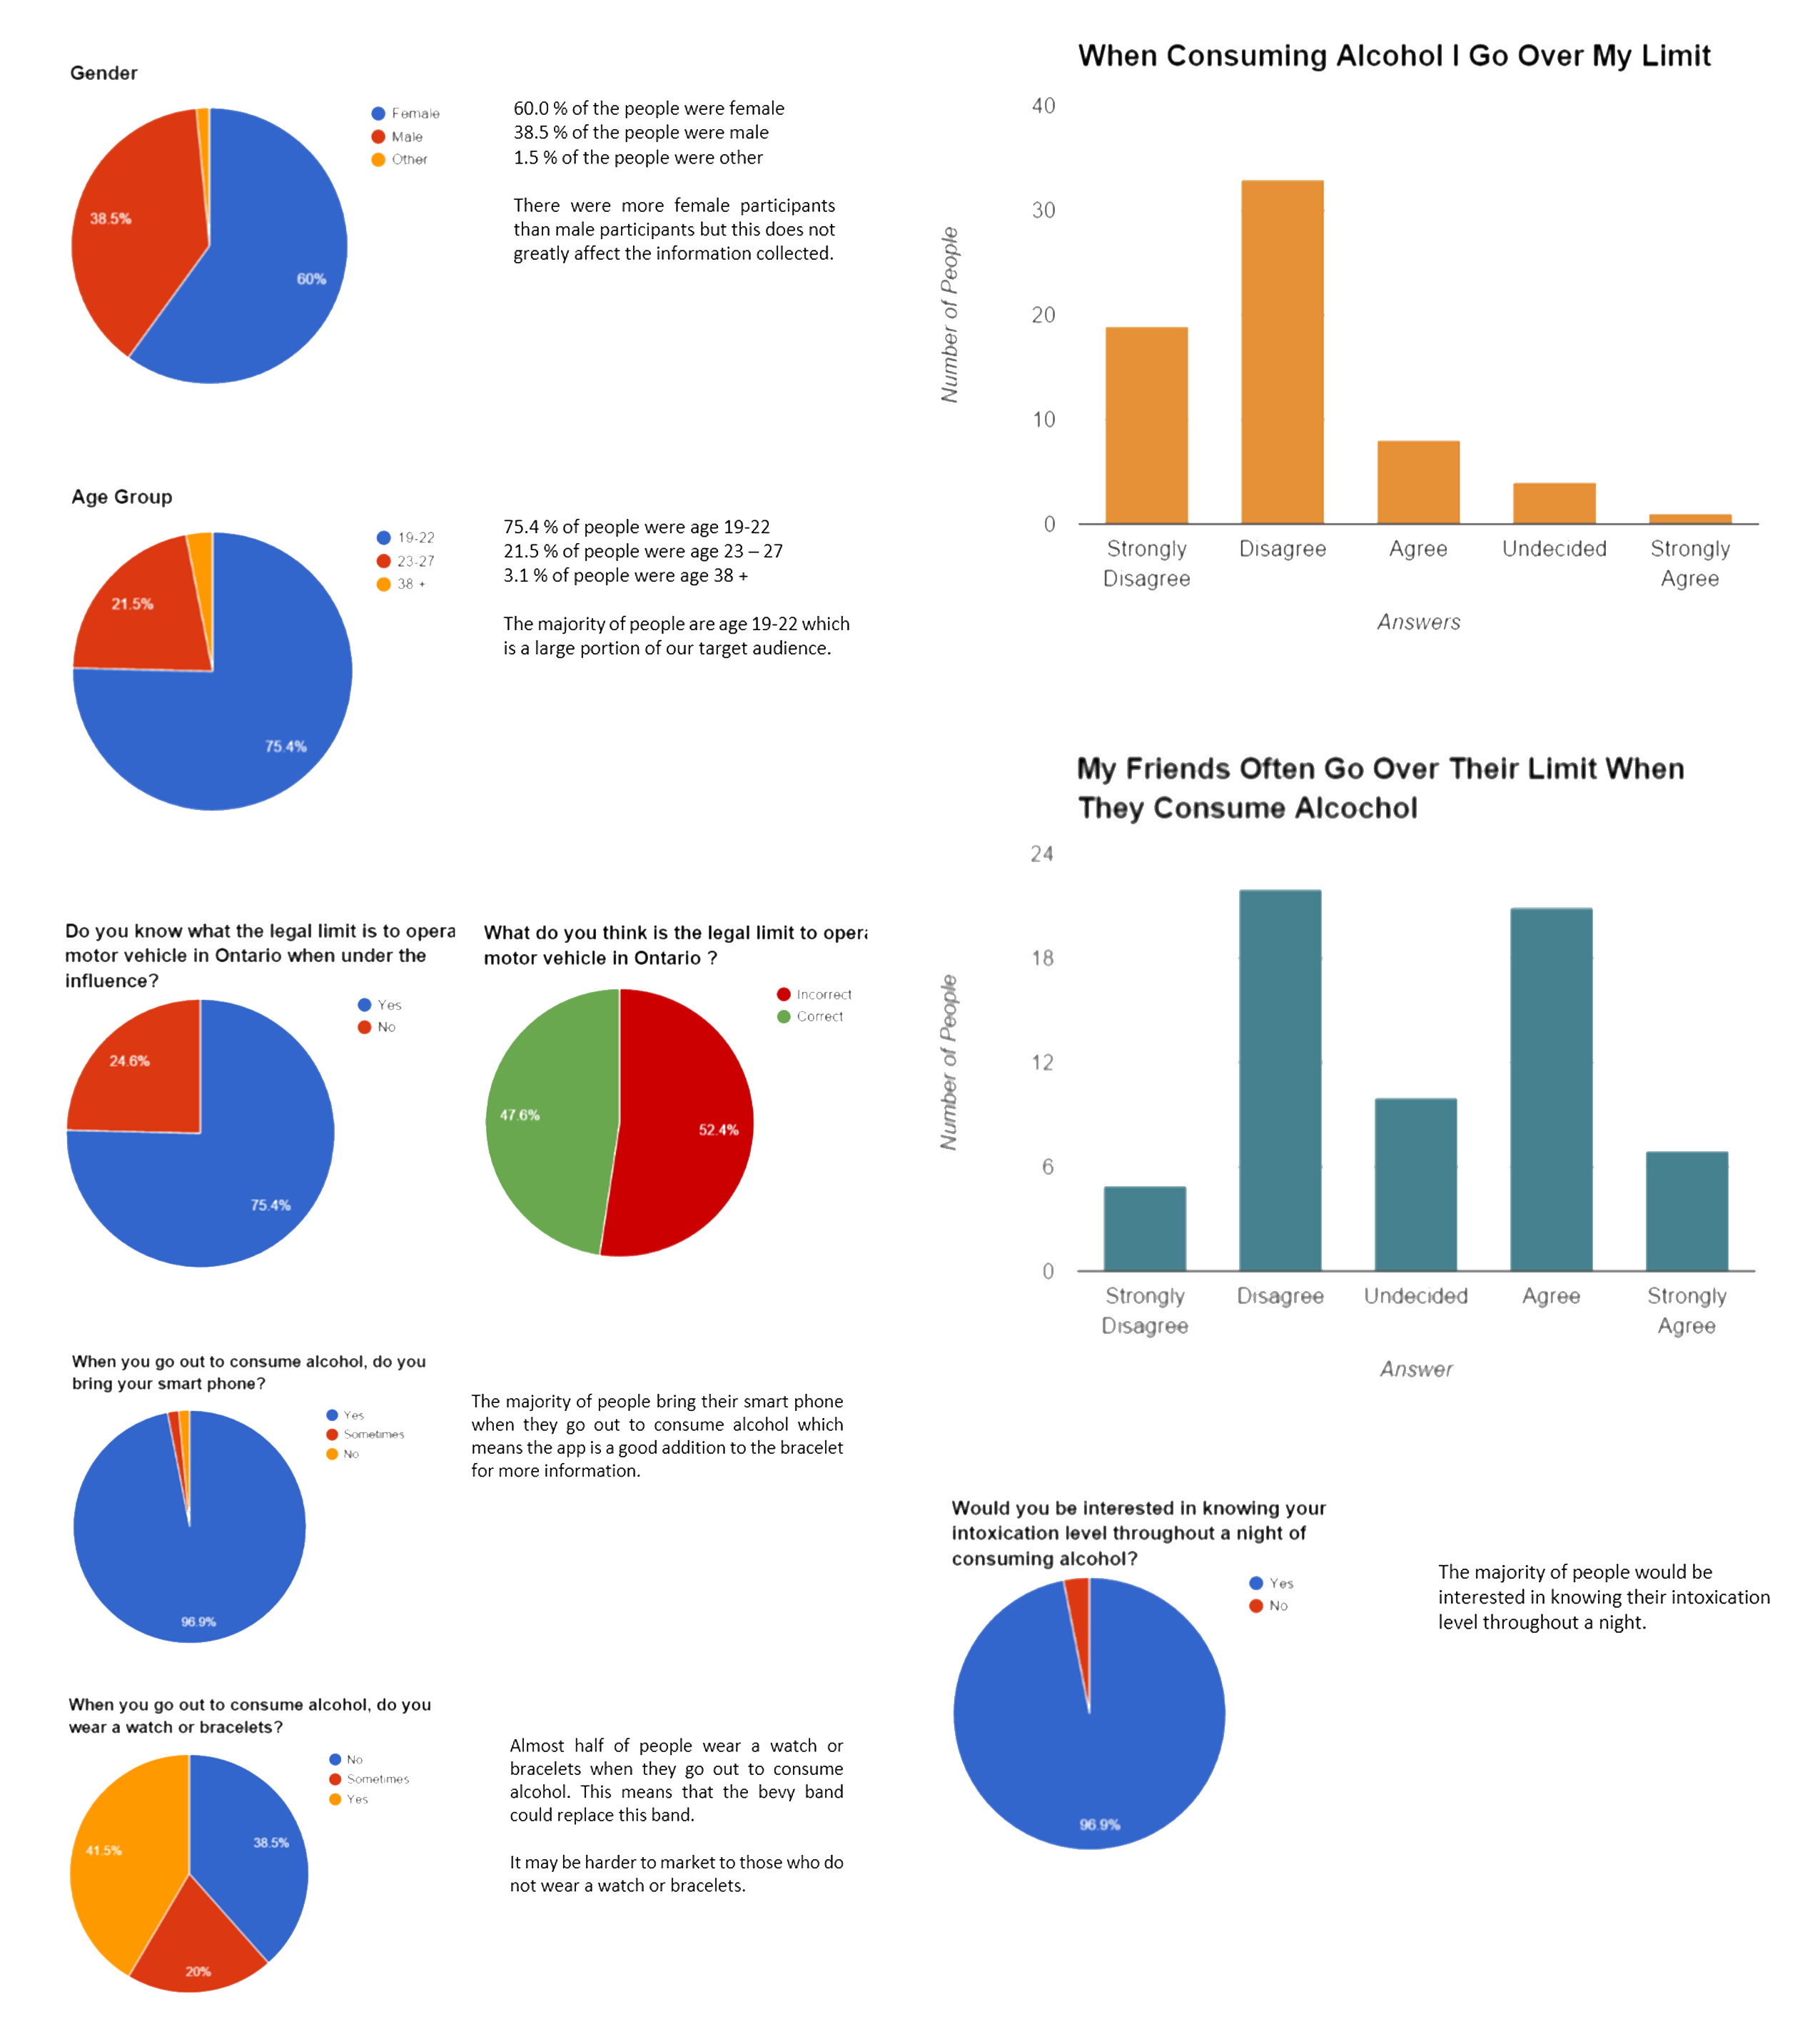 Gender
Female
Male
Other
38.5%
60%
60.0 % of the people were female
38.5 % of the people were male
1.5 % of the people were other
There were more female participants
than male participants but this does not
greatly affect the information collected.
Age Group
19-22
23-27
38 +
21.5%
75.4%
75.4 % of people were age 19-22
21.5 % of people were age 23 – 27
3.1 % of people were age 38 +
The majority of people are age 19-22 which
is a large portion of our target audience.
Do you know what the legal limit is to opera
motor vehicle in Ontario when under the
influence?
Yes
No
24.6%
75.4%
What do you think is the legal limit to opera
motor vehicle in Ontario ?
Incorrect
Correct
47.6%
52.4%
When you go out to consume alcohol, do you
bring your smart phone?
Yes
Sometimes
No
96.9%
The majority of people bring their smart phone
when they go out to consume alcohol which
means the app is a good addition to the bracelet
for more information.
When you go out to consume alcohol, do you
wear a watch or bracelets?
No
Sometimes
Yes
41.5%
38.5%
20%
Almost half of people wear a watch or
bracelets when they go out to consume
alcohol. This means that the bevy band
could replace this band.
It may be harder to market to those who do
not wear a watch or bracelets.
When Consuming Alcohol I Go Over My Limit
40
30
20
10
0
Number of People
Strongly Disagree
Disagree
Agree
Undecided
Strongly Agree
Answers
My Friends Often Go Over Their Limit When
They Consume Alcochol
24
18
12
6
0
Number of People
Strongly Disagree
Disagree
Undecided
Agree
Strongly Agree
Answer
Would you be interested in knowing your
intoxication level throughout a night of
consuming alcohol?
Yes
No
96.9%
The majority of people would be
interested in knowing their intoxication
level throughout a night.